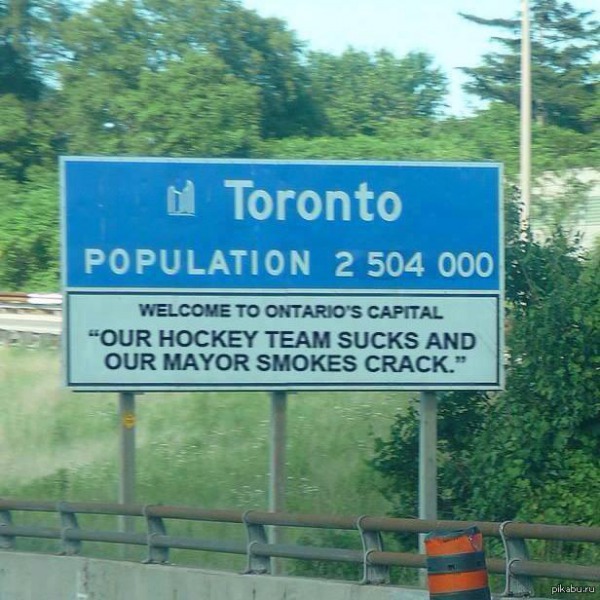 Toronto
POPULATION 2 504 000
WELCOME TO ONTARIO'S CAPITAL
“OUR HOCKEY TEAM SUCKS AND
OUR MAYOR SMOKES CRACK.”
pikabu.ru